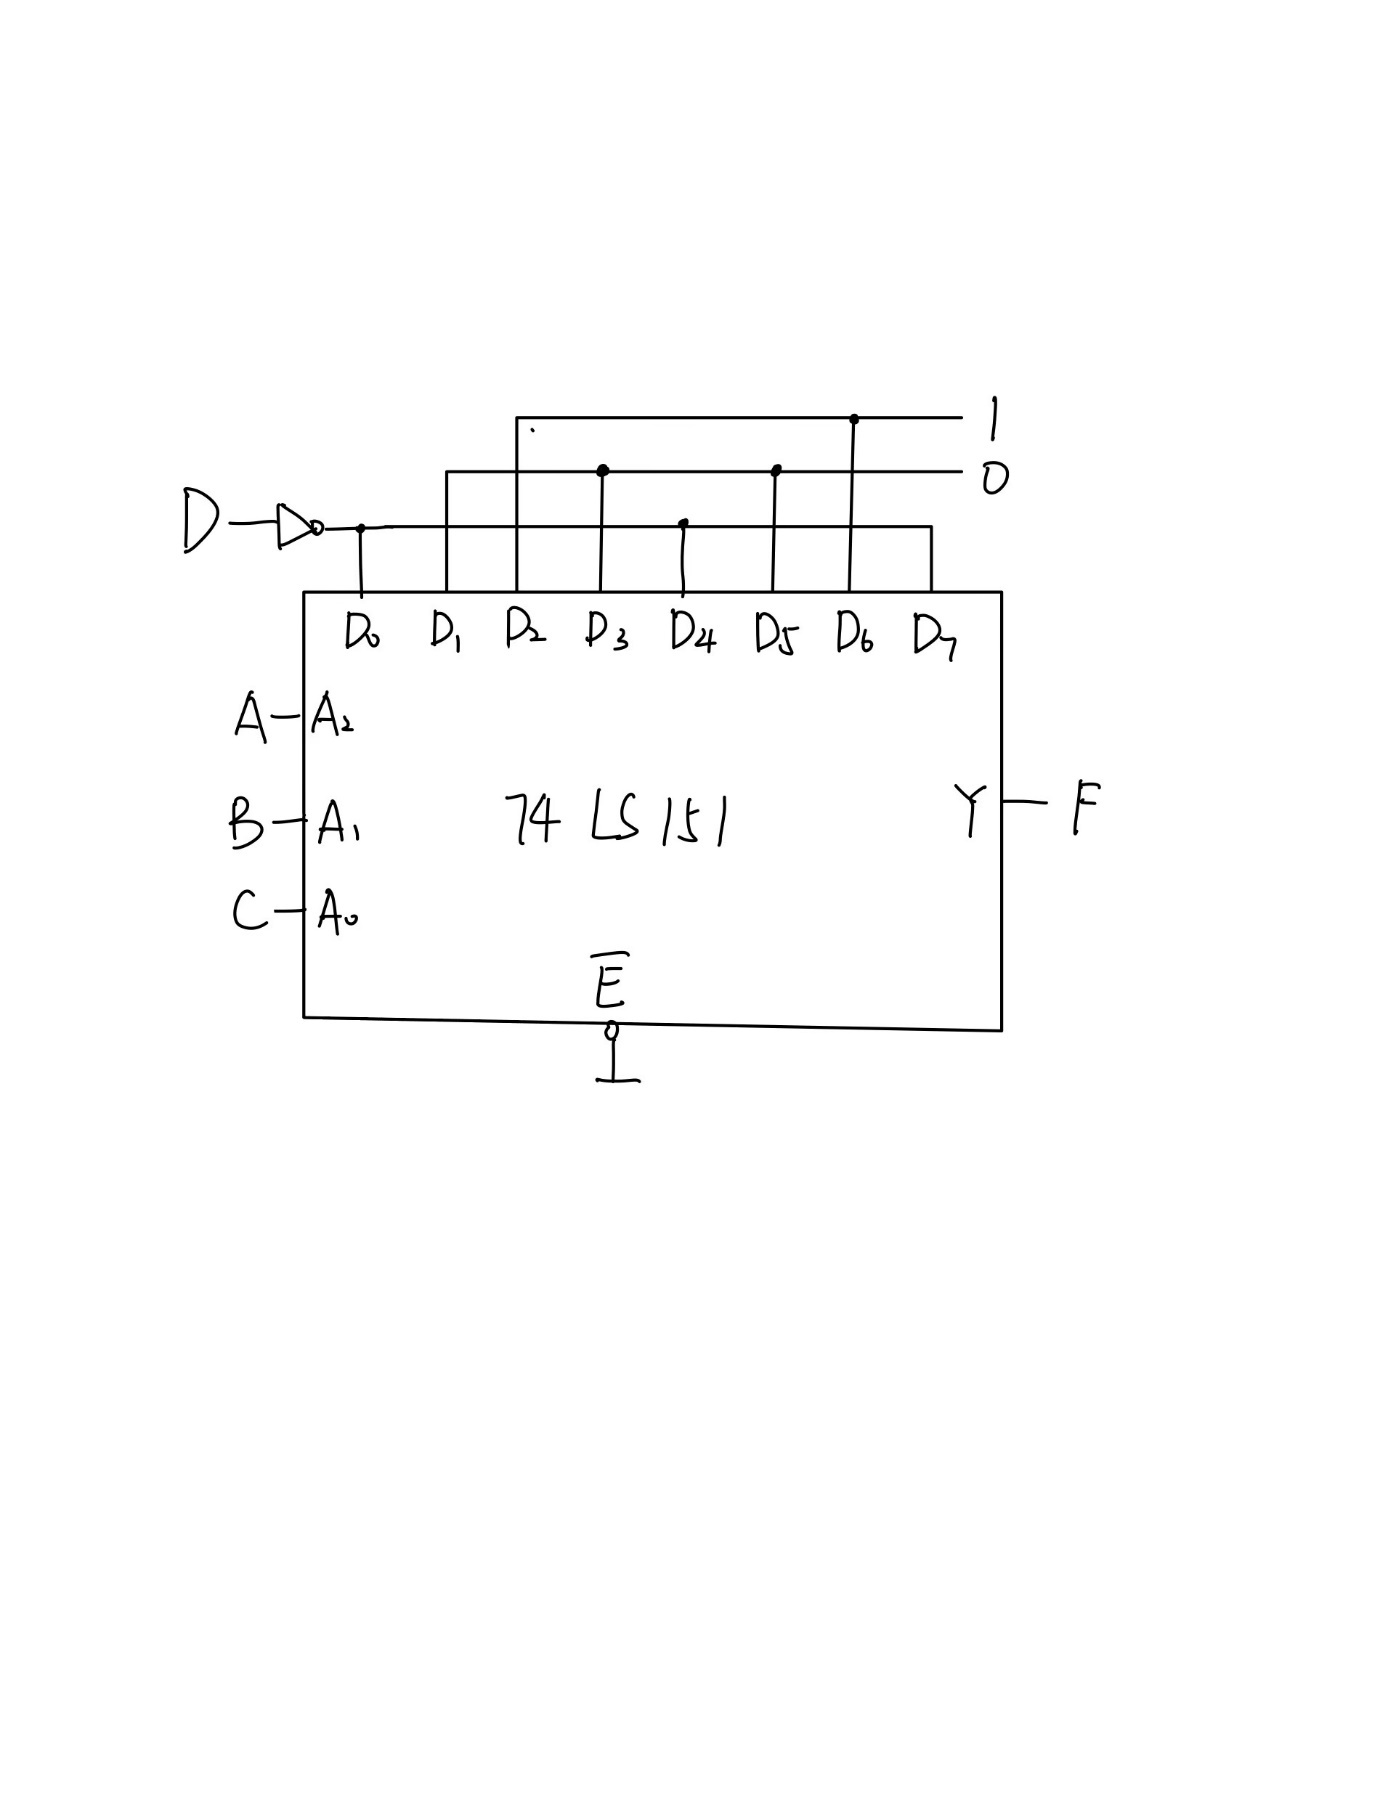 1
0
D
D₀ D₁ D₂ D₃ D₄ D₅ D₆ D₇
A A₂
B A₁ 74LS151 Y F
C A₀
E̅